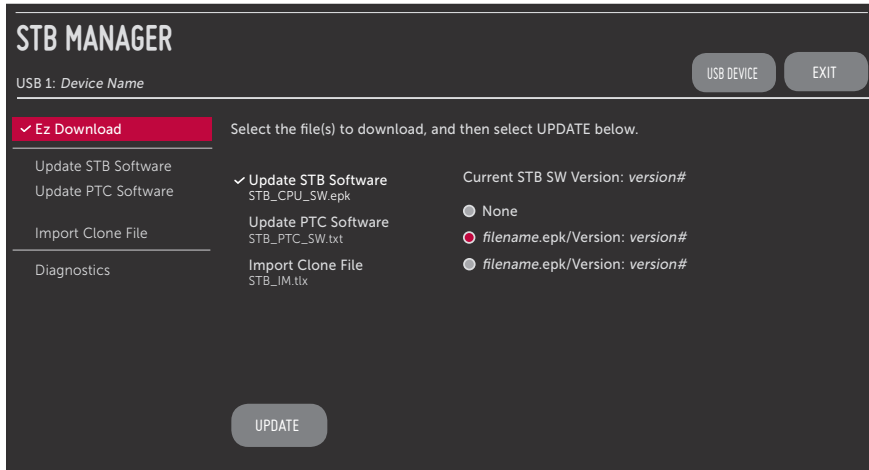 STB MANAGER
USB 1: Device Name
USB DEVICE
EXIT
Ez Download
Update STB Software
Update PTC Software
Import Clone File
Diagnostics
Select the file(s) to download, and then select UPDATE below.
Update STB Software
STB_CPU_SW.epk
Update PTC Software
STB_PTC_SW.txt
Import Clone File
STB_IM.tlx
Current STB SW Version: version#
None
filename.epk/Version: version#
filename.epk/Version: version#
UPDATE